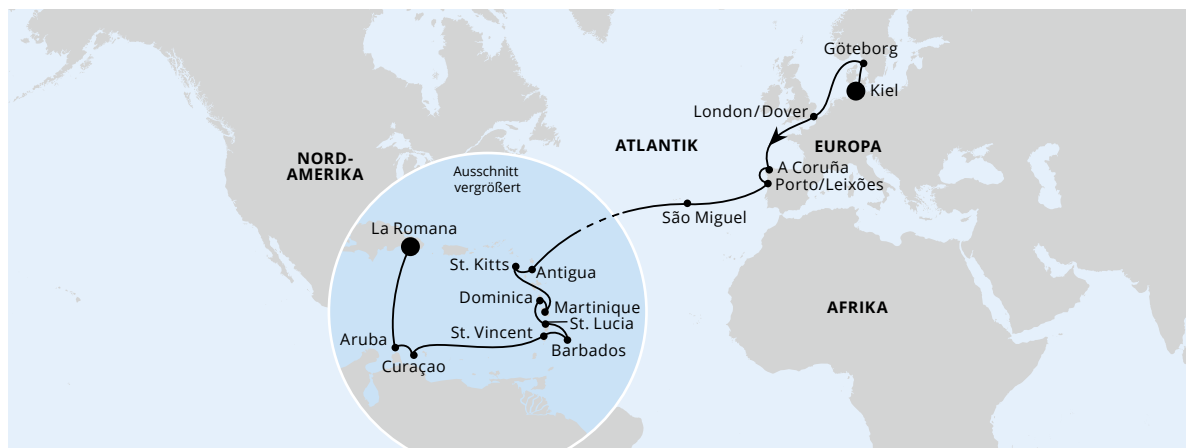 Göteborg
Kiel
London/Dover
ATLANTIK
EUROPA
NORD-
AMERIKA
Ausschnitt
vergrößert
A Coruña
Porto/Leixões
São Miguel
La Romana
St. Kitts
Antigua
Dominica
Martinique
St. Lucia
AFRIKA
St. Vincent
Barbados
Aruba
Curaçao